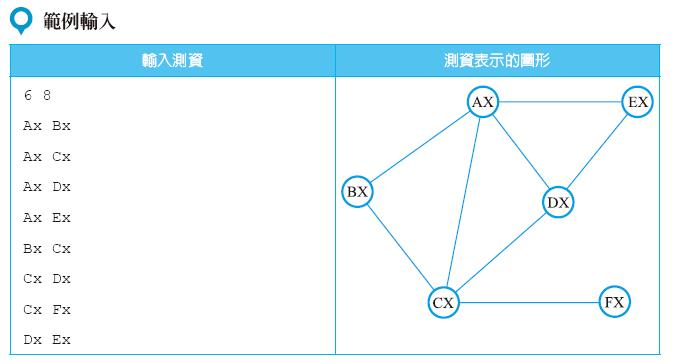 範例輸入
輸入測資
測資表示的圖形
6 8
Ax Bx
Ax Cx
Ax Dx
Ax Ex
Bx Cx
Cx Dx
Cx Fx
Dx Ex
AX
EX
BX
DX
CX
FX